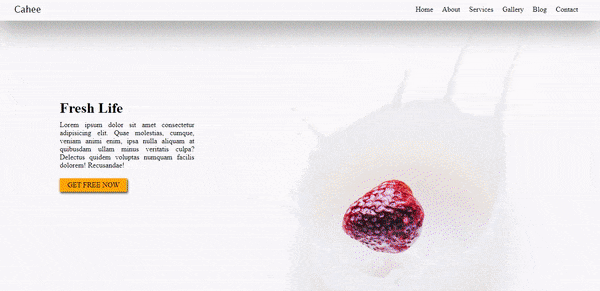 Cahee
Home About Services Gallery Blog Contact
Fresh Life
Lorem ipsum dolor sit amet consectetur
adipisicing elit. Quae molestias, cumque,
veniam animi enim, ipsa nulla aliquam at
quibusdam ullam minus veritatis culpa?
Delectus quidem voluptas numquam facilis
dolorem! Recusandae!
GET FREE NOW